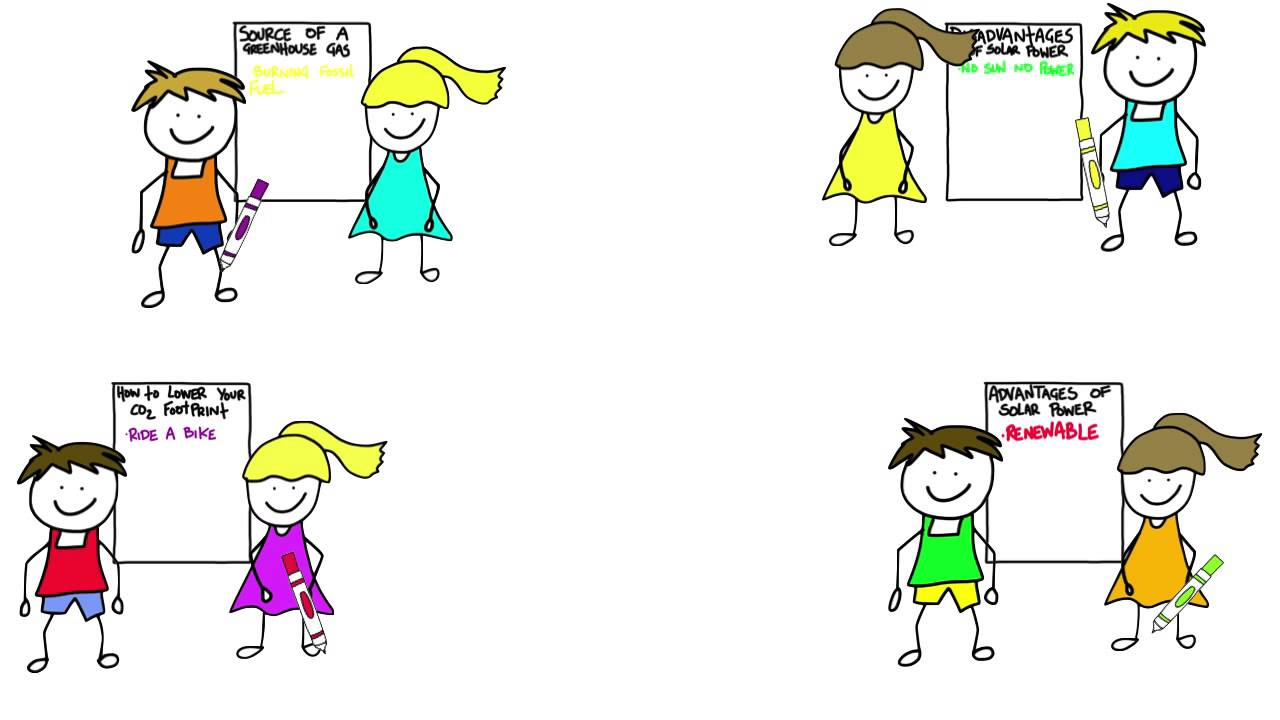 SOURCE OF A
GREENHOUSE GAS
·BURNING FOSSIL
FUEL
DISADVANTAGES
OF SOLAR POWER
·NO SUN NO POWER
HOW TO LOWER YOUR
CO2 FOOTPRINT
·RIDE A BIKE
ADVANTAGES OF
SOLAR POWER
·RENEWABLE